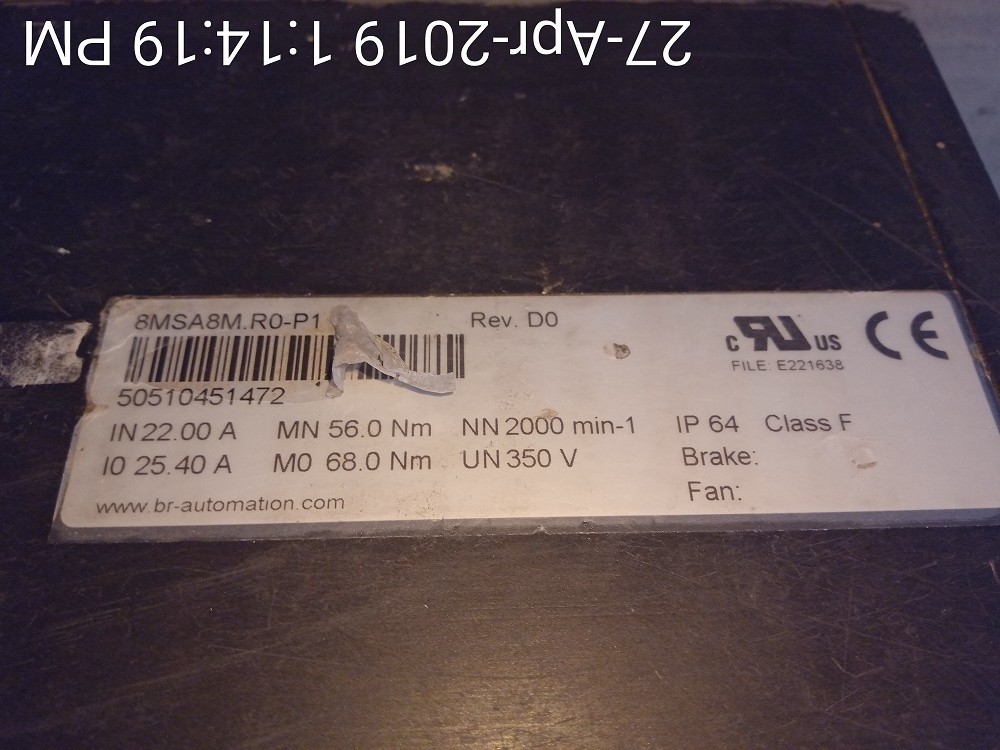 27-Apr-2019 1:14:19 PM
8MSA8M.R0-P1 Rev. D0
c RU US CE
FILE: E221638
50510451472
IN 22.00 A MN 56.0 Nm NN 2000 min-1 IP 64 Class F
I0 25.40 A M0 68.0 Nm UN 350 V Brake:
www.br-automation.com Fan: